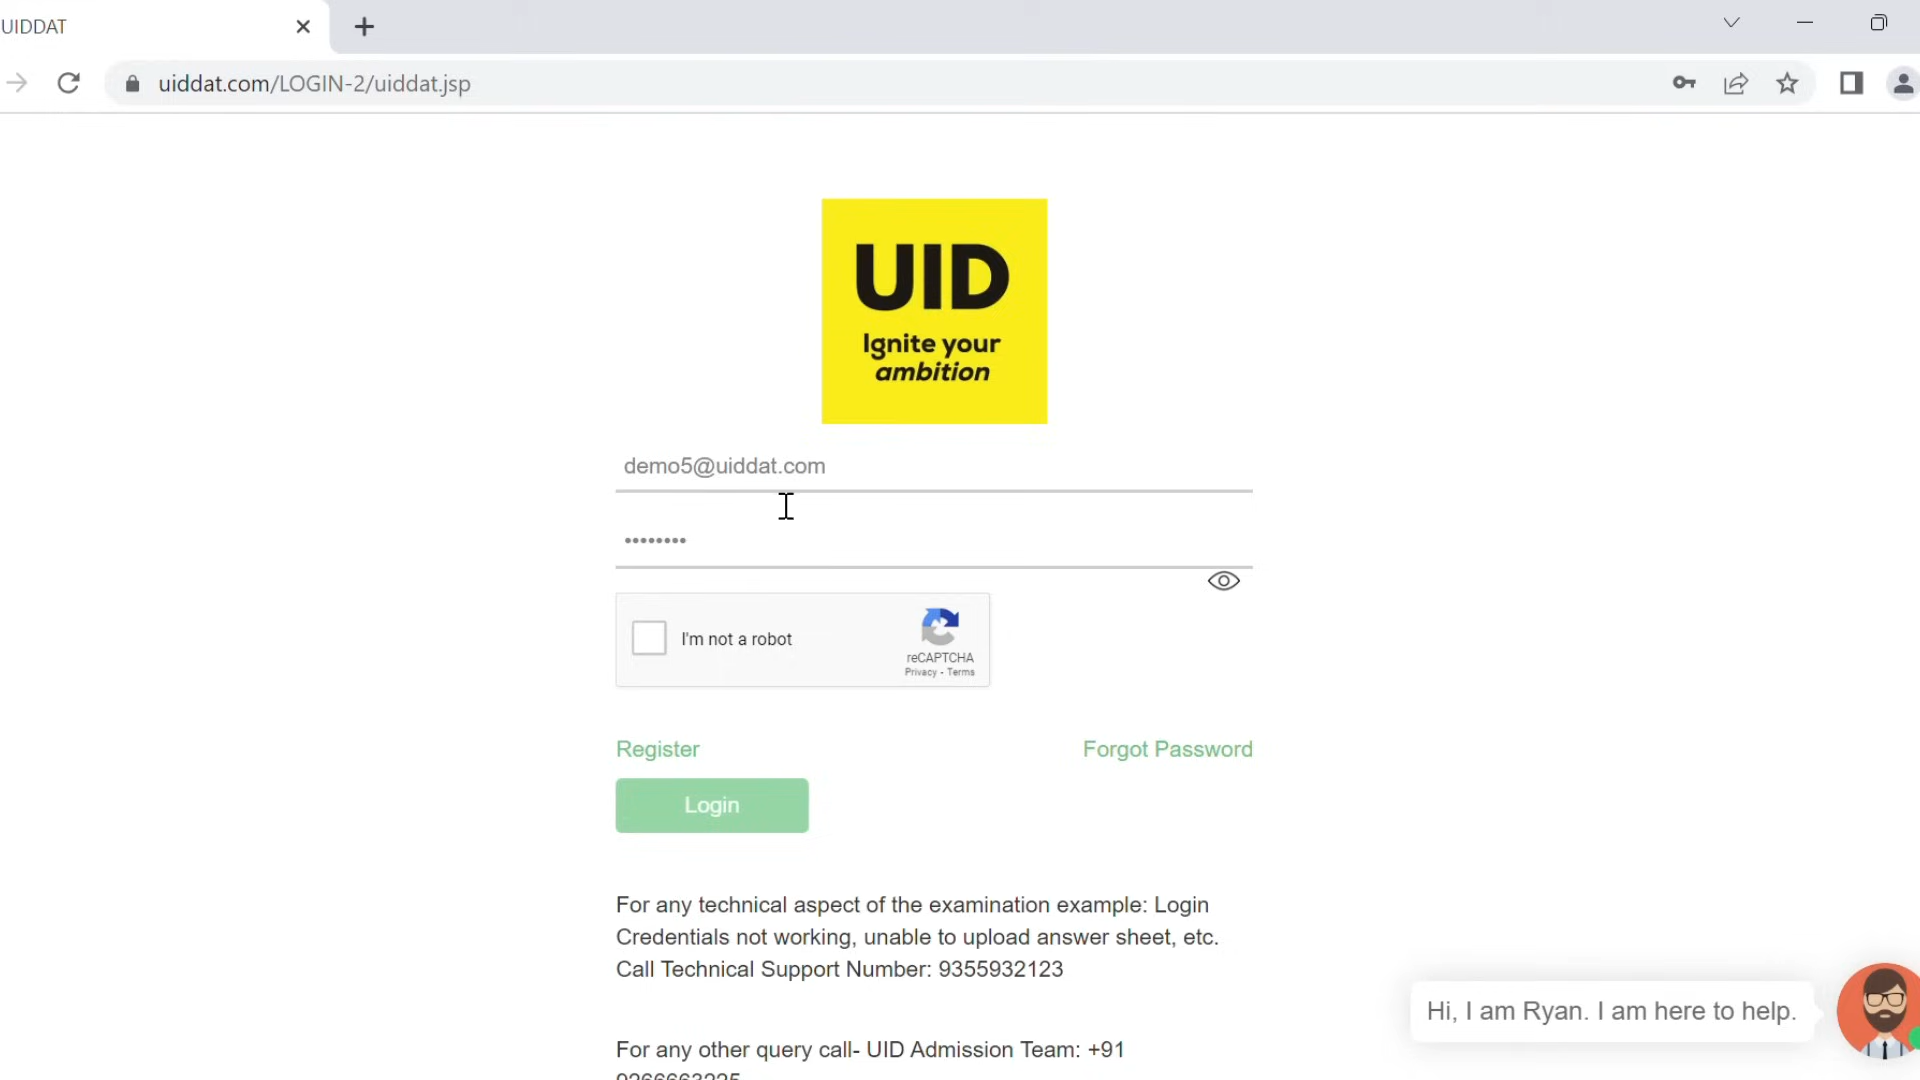 UIDDAT
uiddat.com/LOGIN-2/uiddat.jsp
UID
Ignite your
ambition
demo5@uiddat.com
••••••••
I'm not a robot
reCAPTCHA
Privacy - Terms
Register
Forgot Password
Login
For any technical aspect of the examination example: Login
Credentials not working, unable to upload answer sheet, etc.
Call Technical Support Number: 9355932123
Hi, I am Ryan. I am here to help.
For any other query call- UID Admission Team: +91